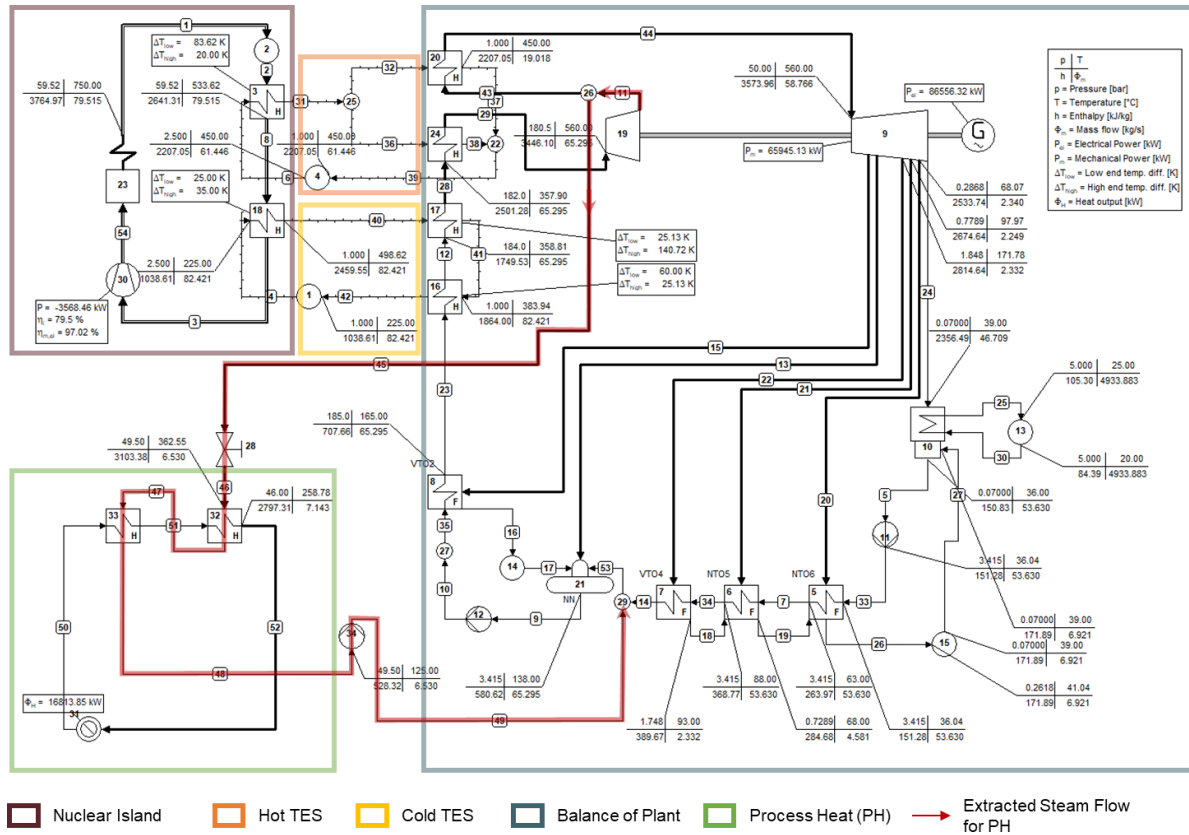 1
2
ΔTlow = 83.62 K
ΔThigh = 20.00 K
2
59.52 | 750.00
3764.97 | 79.515
59.52 | 533.62
2641.31 | 79.515
3
H
31
8
32
25
1.000 | 450.00
2207.05 | 19.018
20
H
44
43
26
11
37
29
50.00 | 560.00
3573.96 | 58.766
Pel = 86556.32 kW
G
~
p | T
h | Φm
p = Pressure [bar]
T = Temperature [°C]
h = Enthalpy [kJ/kg]
Φm = Mass flow [kg/s]
Pel = Electrical Power [kW]
Pm = Mechanical Power [kW]
ΔTlow = Low end temp. diff. [K]
ΔThigh = High end temp. diff. [K]
ΦH = Heat output [kW]
2.500 | 450.00
2207.05 | 61.446
1.000 | 450.00
2207.05 | 61.446
36
24
H
38
22
180.5 | 560.00
3446.10 | 65.295
19
Pm = 65945.13 kW
9
6
4
39
23
ΔTlow = 25.00 K
ΔThigh = 35.00 K
28
182.0 | 357.90
2501.28 | 65.295
0.2868 | 68.07
2533.74 | 2.340
0.7789 | 97.97
2674.64 | 2.249
1.848 | 171.78
2814.64 | 2.332
18
H
40
17
H
54
12
184.0 | 358.81
1749.53 | 65.295
41
ΔTlow = 25.13 K
ΔThigh = 140.72 K
ΔTlow = 60.00 K
ΔThigh = 25.13 K
2.500 | 225.00
1038.61 | 82.421
1.000 | 498.62
2459.55 | 82.421
30
4
1
42
16
H
1.000 | 383.94
1864.00 | 82.421
24
P = -3568.46 kW
ηi = 79.5 %
ηm,el = 97.02 %
3
1.000 | 225.00
1038.61 | 82.421
0.07000 | 39.00
2356.49 | 46.709
15
13
45
22
21
5.000 | 25.00
105.30 | 4933.883
23
25
13
10
30
5.000 | 20.00
84.39 | 4933.883
185.0 | 165.00
707.66 | 65.295
49.50 | 362.55
3103.38 | 6.530
28
VTO2
8
F
46
46.00 | 258.78
2797.31 | 7.143
20
5
27
0.07000 | 36.00
150.83 | 53.630
47
33
H
51
32
H
35
16
11
27
14
17
53
21
NN
3.415 | 36.04
151.28 | 53.630
10
12
9
29
14
VTO4
7
F
34
NTO5
6
F
7
NTO6
5
F
33
50
52
34
18
19
26
15
0.07000 | 39.00
171.89 | 6.921
0.07000 | 39.00
171.89 | 6.921
48
49.50 | 125.00
528.32 | 6.530
3.415 | 138.00
580.62 | 65.295
3.415 | 88.00
368.77 | 53.630
3.415 | 63.00
263.97 | 53.630
0.2618 | 41.04
171.89 | 6.921
ΦH = 16813.85 kW
31
49
1.748 | 93.00
389.67 | 2.332
0.7289 | 68.00
284.68 | 4.581
3.415 | 36.04
151.28 | 53.630
Nuclear Island
Hot TES
Cold TES
Balance of Plant
Process Heat (PH)
Extracted Steam Flow
for PH